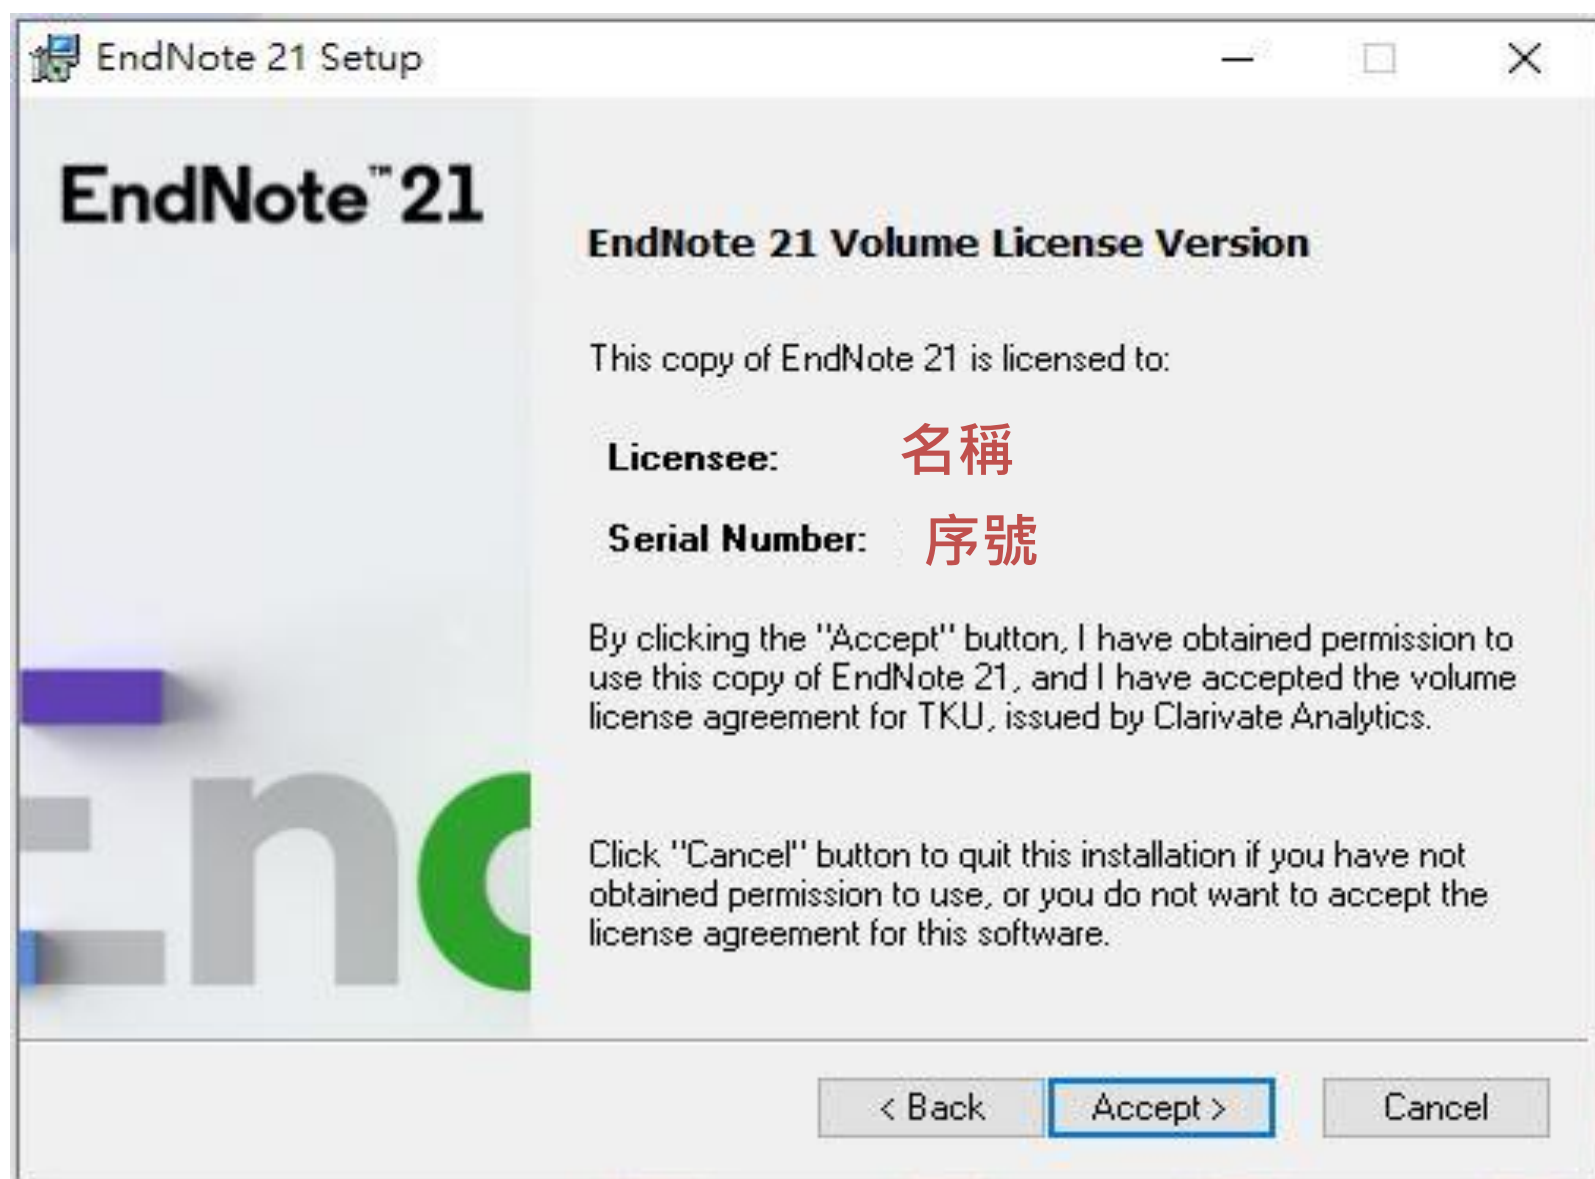 EndNote 21 Setup
EndNote™21
EndNote 21 Volume License Version
This copy of EndNote 21 is licensed to:
Licensee: 名稱
Serial Number: 序號
By clicking the "Accept" button, I have obtained permission to
use this copy of EndNote 21, and I have accepted the volume
license agreement for TKU, issued by Clarivate Analytics.
Click "Cancel" button to quit this installation if you have not
obtained permission to use, or you do not want to accept the
license agreement for this software.
En
< Back
Accept >
Cancel